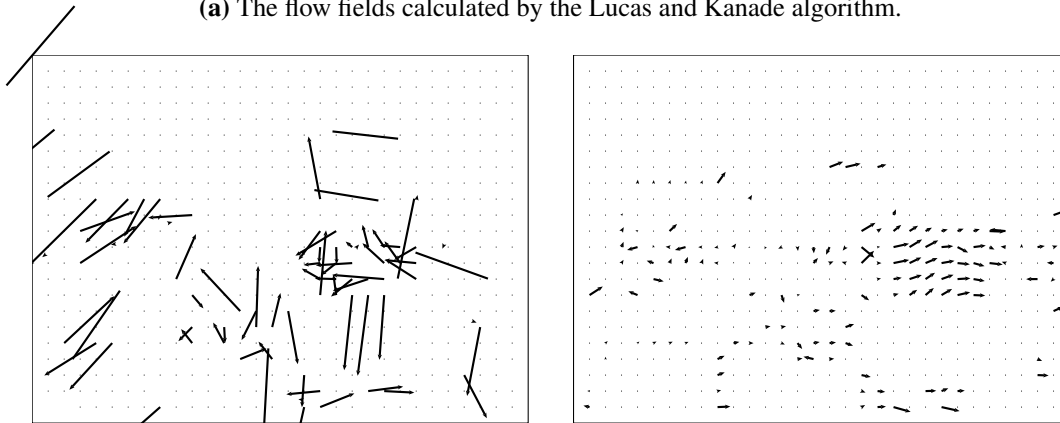 (a) The flow fields calculated by the Lucas and Kanade algorithm.